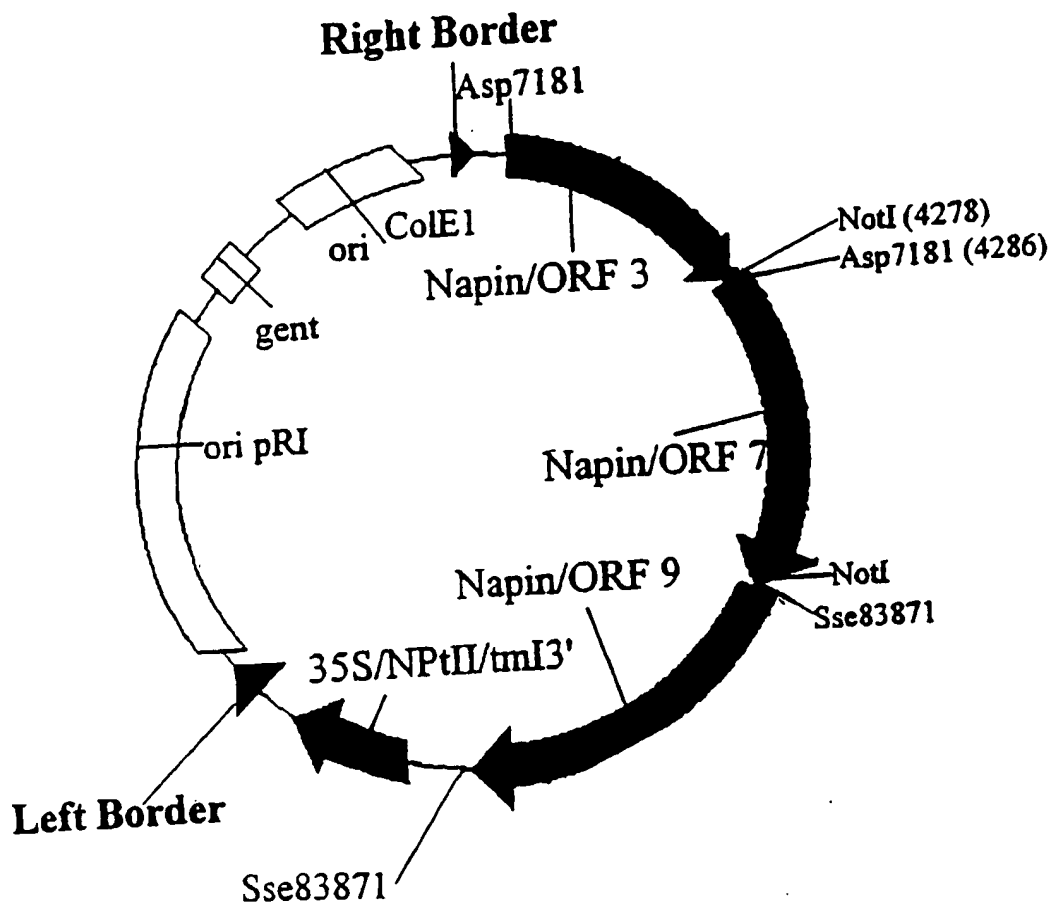 Right Border
Asp7181
NotI (4278)
Asp7181 (4286)
ColE1
ori
Napin/ORF 3
gent
ori pRI
Napin/ORF 7
Napin/ORF 9
NotI
Sse83871
35S/NPtII/tmI3'
Left Border
Sse83871